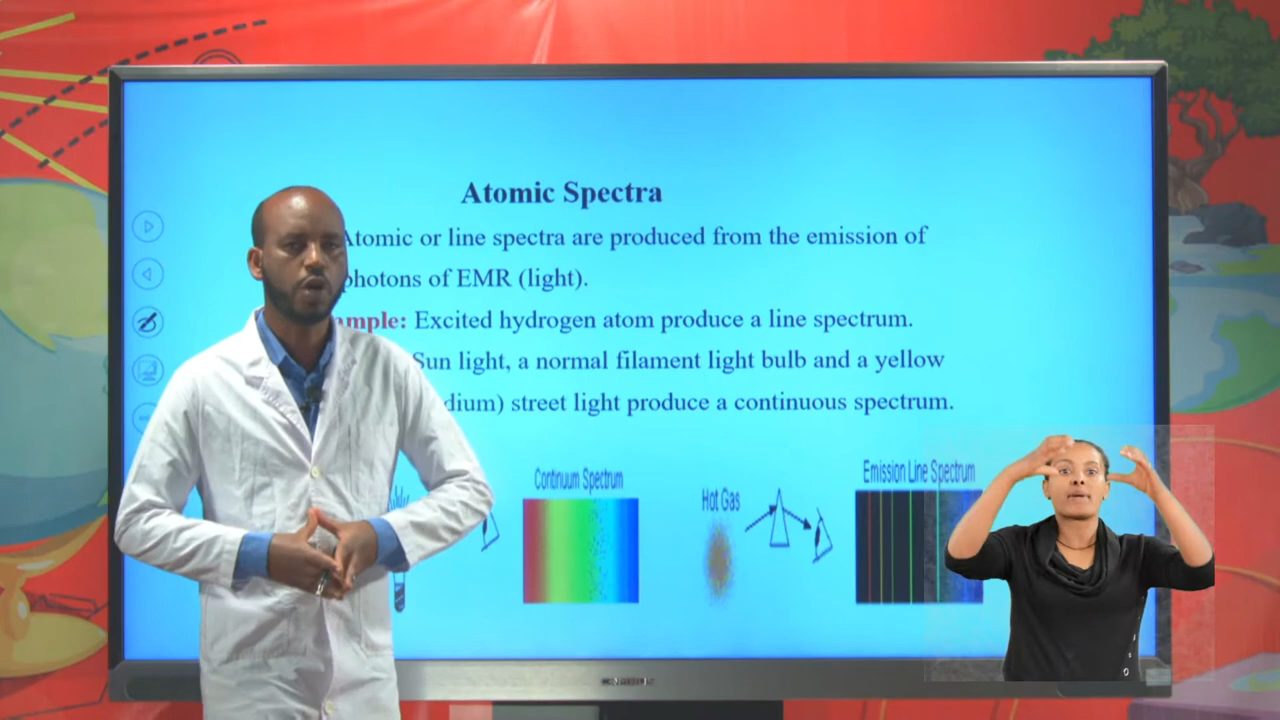 Atomic Spectra
Atomic or line spectra are produced from the emission of
photons of EMR (light).
ample: Excited hydrogen atom produce a line spectrum.
Sun light, a normal filament light bulb and a yellow
dium) street light produce a continuous spectrum.
Continuum Spectrum
Hot Gas
Emission Line Spectrum